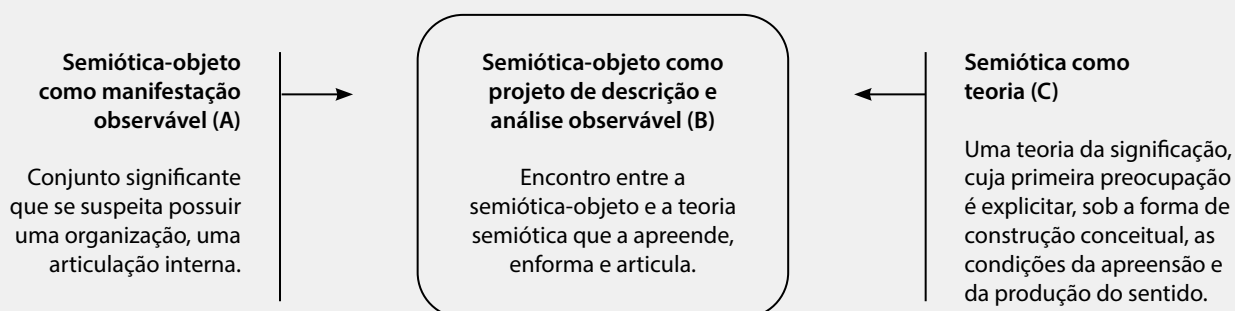 Semiótica-objeto
como manifestação
observável (A)
Conjunto significante
que se suspeita possuir
uma organização, uma
articulação interna.
Semiótica-objeto como
projeto de descrição e
análise observável (B)
Encontro entre a
semiótica-objeto e a teoria
semiótica que a apreende,
enforma e articula.
Semiótica como
teoria (C)
Uma teoria da significação,
cuja primeira preocupação
é explicitar, sob a forma de
construção conceitual, as
condições da apreensão e
da produção do sentido.